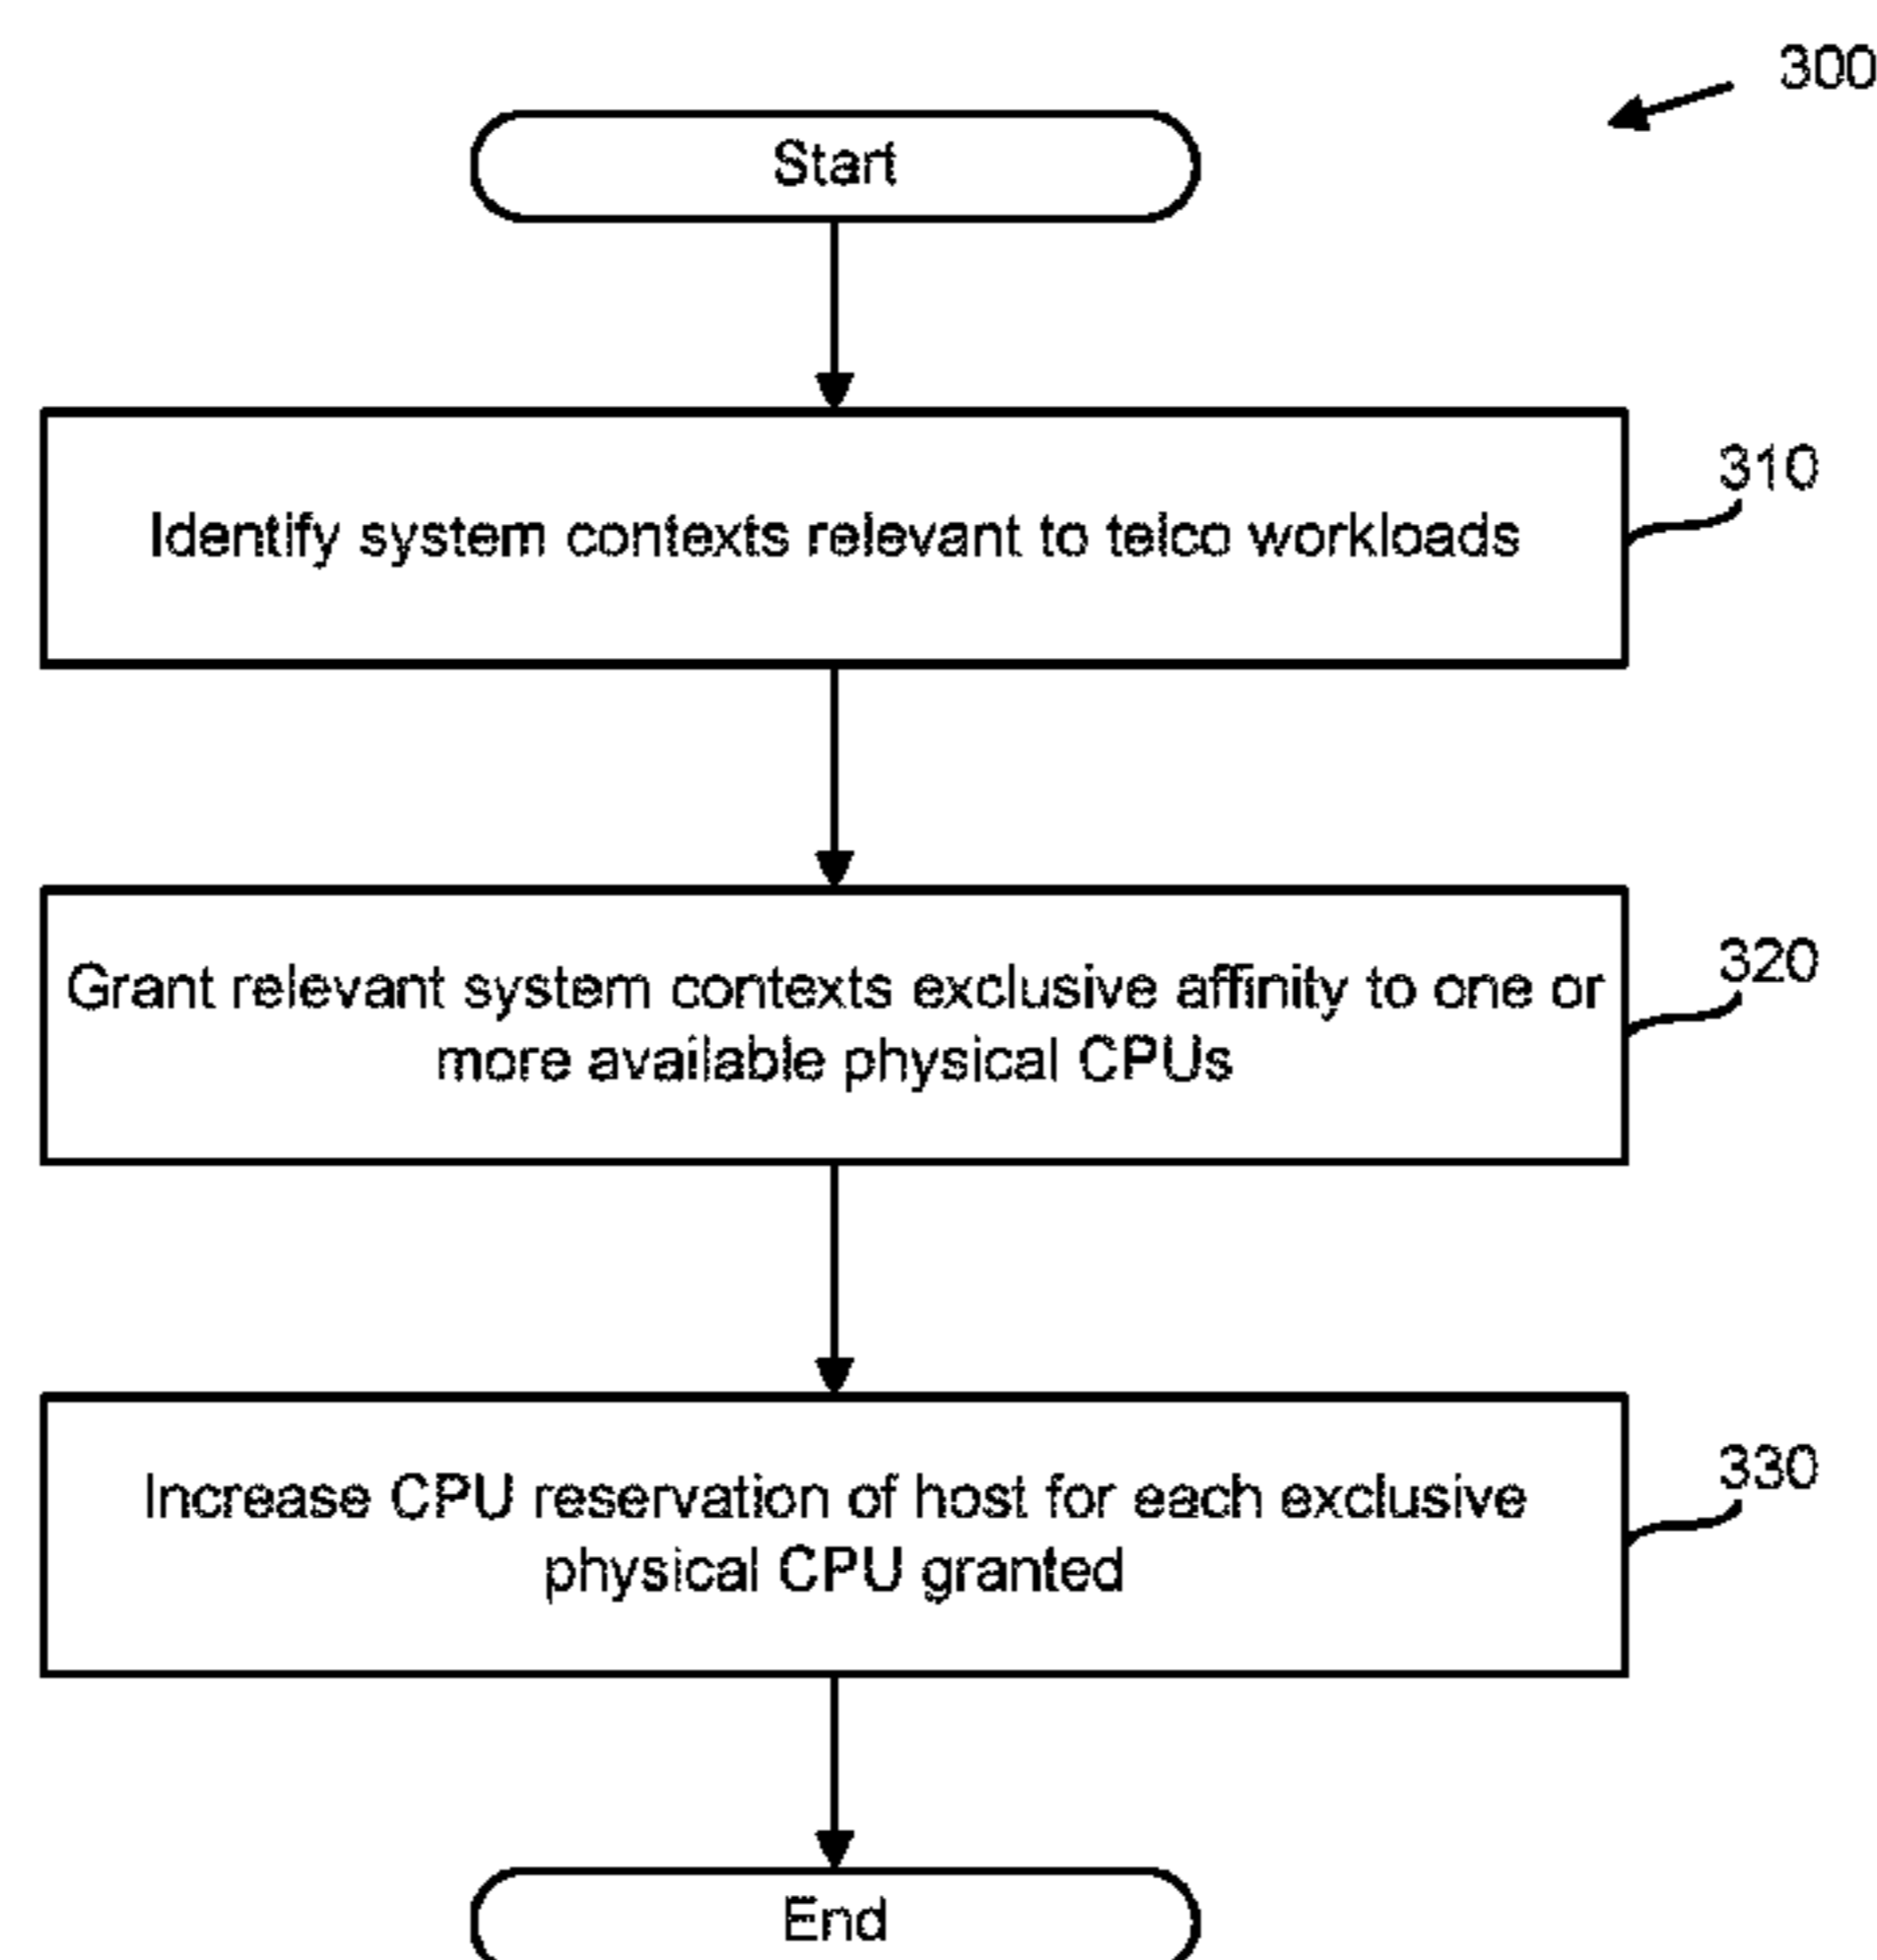 300
Start
Identify system contexts relevant to telco workloads
310
Grant relevant system contexts exclusive affinity to one or
more available physical CPUs
320
Increase CPU reservation of host for each exclusive
physical CPU granted
330
End